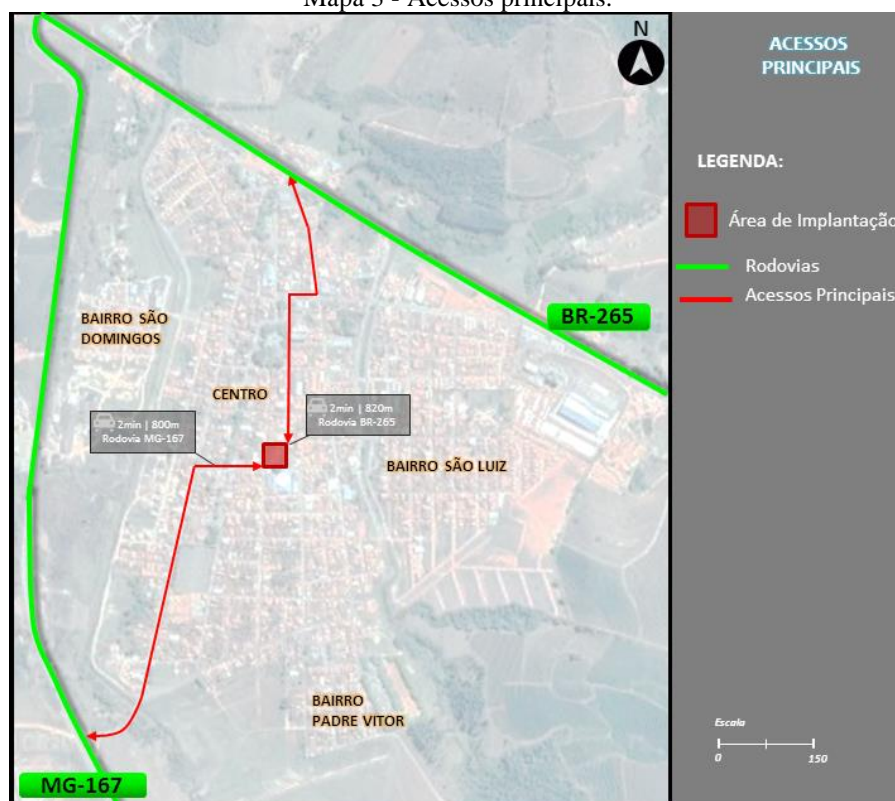 Mapa 3 - Acessos principais.
N
ACESSOS
PRINCIPAIS
LEGENDA:
Área de Implantação
Rodovias
Acessos Principais
BR-265
BAIRRO SÃO
DOMINGOS
CENTRO
2min | 820m
Rodovia BR-265
2min | 800m
Rodovia MG-167
BAIRRO SÃO LUIZ
BAIRRO
PADRE VITOR
MG-167
Escala
0
150